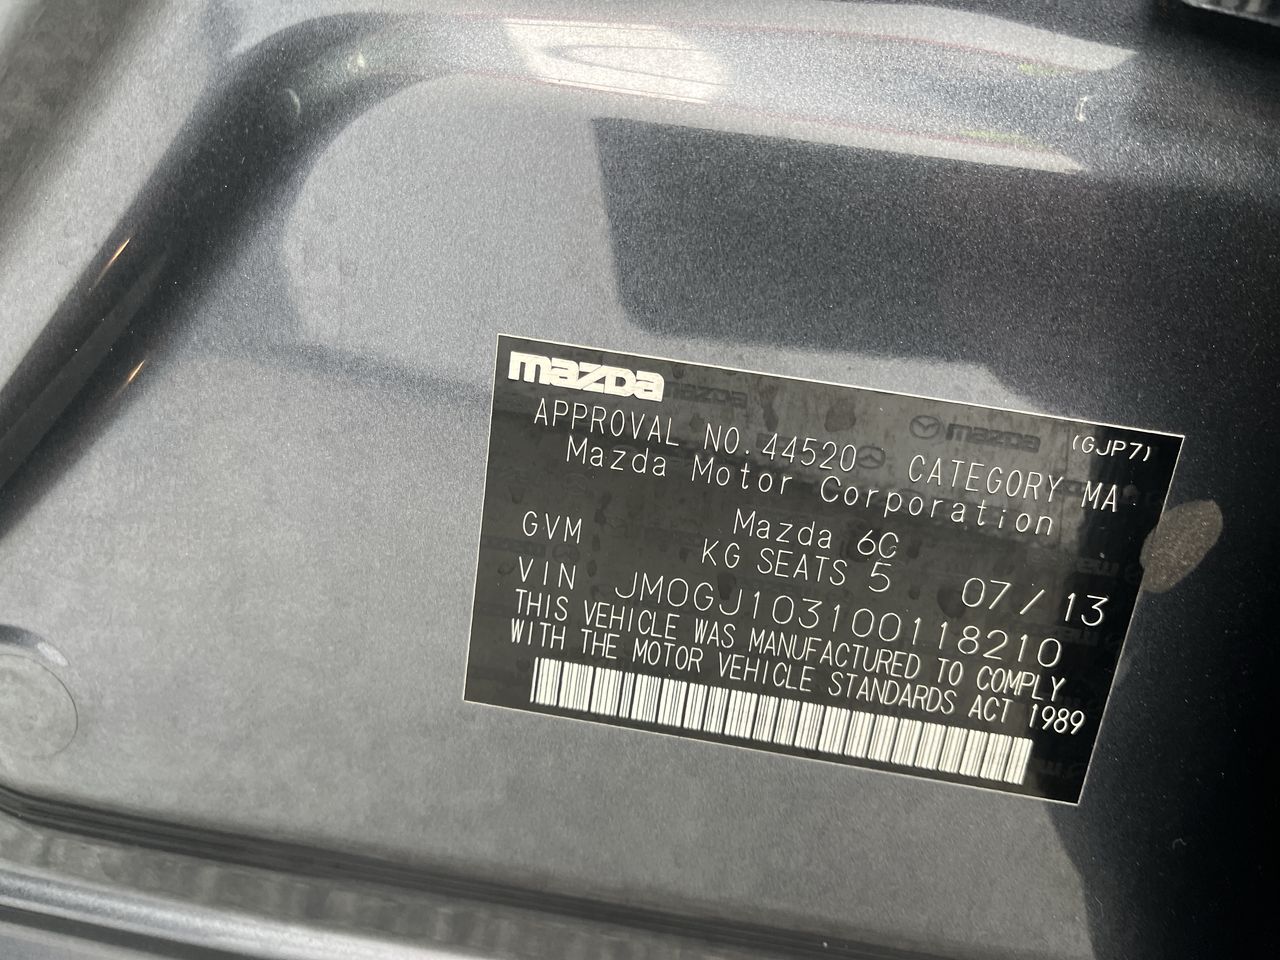 mazda
(GJP7)
APPROVAL NO.44520 CATEGORY MA
Mazda Motor Corporation
Mazda 6C
GVM KG SEATS 5 07/13
VIN JM0GJ103100118210
THIS VEHICLE WAS MANUFACTURED TO COMPLY
WITH THE MOTOR VEHICLE STANDARDS ACT 1989